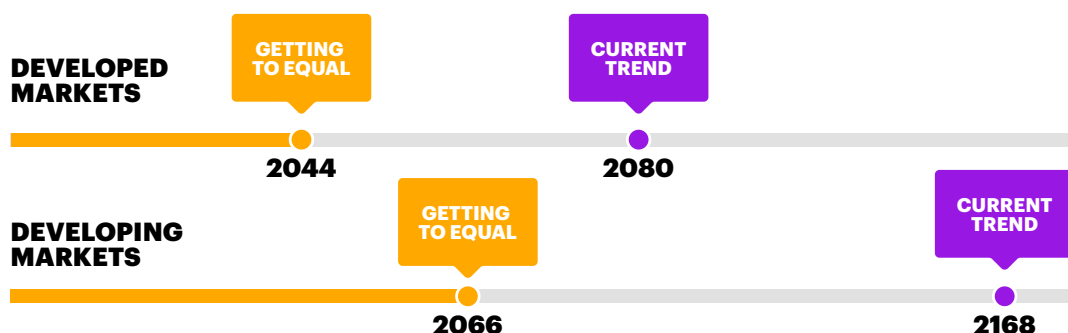 GETTING
TO EQUAL
CURRENT
TREND
DEVELOPED
MARKETS
2044
2080
GETTING
TO EQUAL
CURRENT
TREND
DEVELOPING
MARKETS
2066
2168